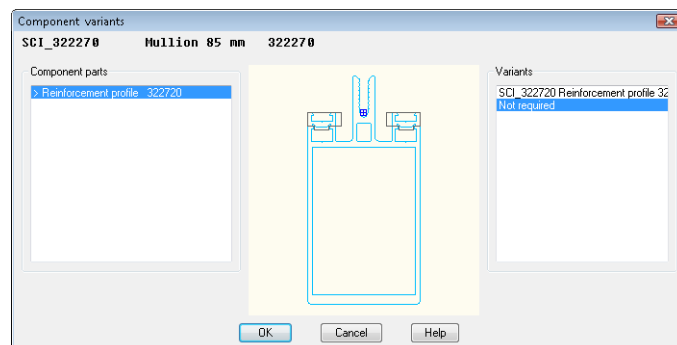 Component variants
SCI_322270 Mullion 85 mm 322270
Component parts
> Reinforcement profile 322720
Variants
SCI_322720 Reinforcement profile 32
Not required
OK
Cancel
Help